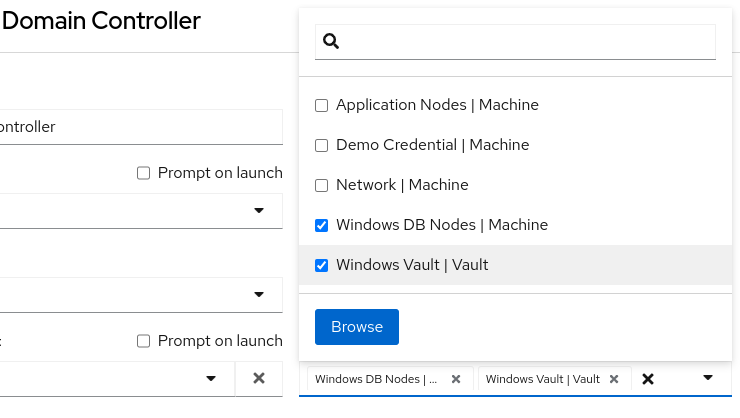 Domain Controller
ontroller
Prompt on launch
:
Prompt on launch
Application Nodes | Machine
Demo Credential | Machine
Network | Machine
Windows DB Nodes | Machine
Windows Vault | Vault
Browse
Windows DB Nodes | ...
Windows Vault | Vault